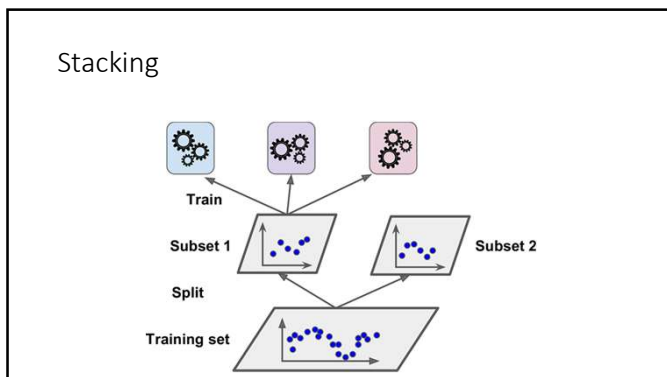 Stacking
Train
Subset 1
Subset 2
Split
Training set